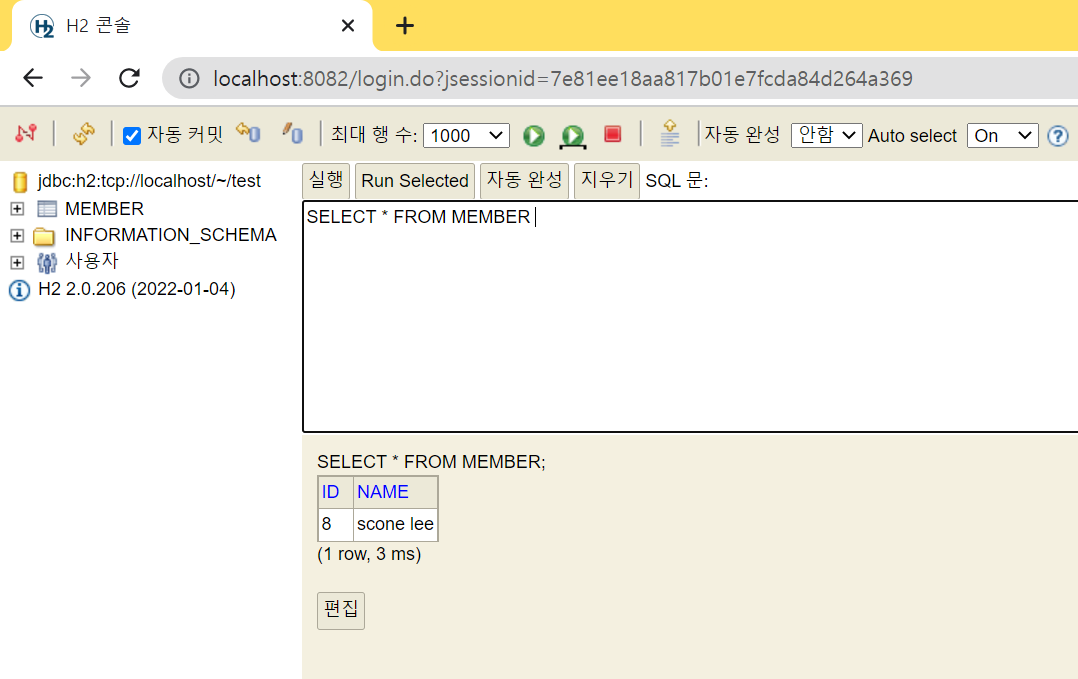 H2 콘솔
localhost:8082/login.do?jsessionid=7e81ee18aa817b01e7fcda84d264a369
자동 커밋 최대 행 수: 1000 자동 완성 안함 Auto select On ?
jdbc:h2:tcp://localhost/~/test
MEMBER
INFORMATION_SCHEMA
사용자
H2 2.0.206 (2022-01-04)
실행 Run Selected 자동 완성 지우기 SQL 문:
SELECT * FROM MEMBER
SELECT * FROM MEMBER;
ID NAME
8 scone lee
(1 row, 3 ms)
편집